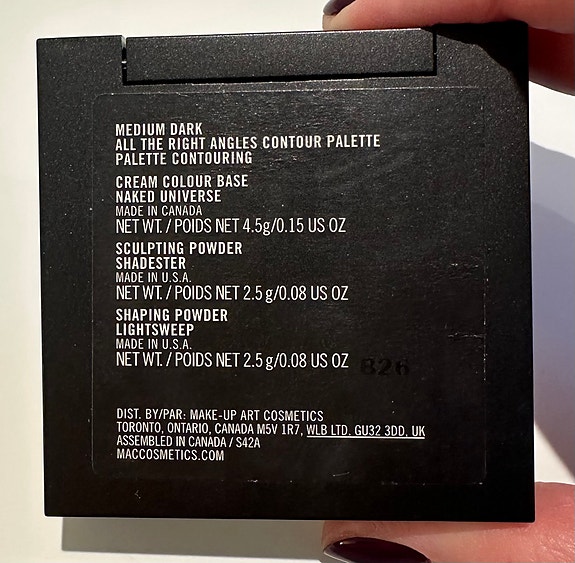 MEDIUM DARK
ALL THE RIGHT ANGLES CONTOUR PALETTE
PALETTE CONTOURING
CREAM COLOUR BASE
NAKED UNIVERSE
MADE IN CANADA
NET WT. / POIDS NET 4.5g/0.15 US OZ
SCULPTING POWDER
SHADESTER
MADE IN U.S.A.
NET WT. / POIDS NET 2.5g/0.08 US OZ
SHAPING POWDER
LIGHTSWEEP
MADE IN U.S.A.
NET WT. / POIDS NET 2.5g/0.08 US OZ
B26
DIST. BY/PAR: MAKE-UP ART COSMETICS
TORONTO, ONTARIO, CANADA M5V 1R7, WLB LTD. GU32 3DD. UK
ASSEMBLED IN CANADA / S42A
MACCOSMETICS.COM